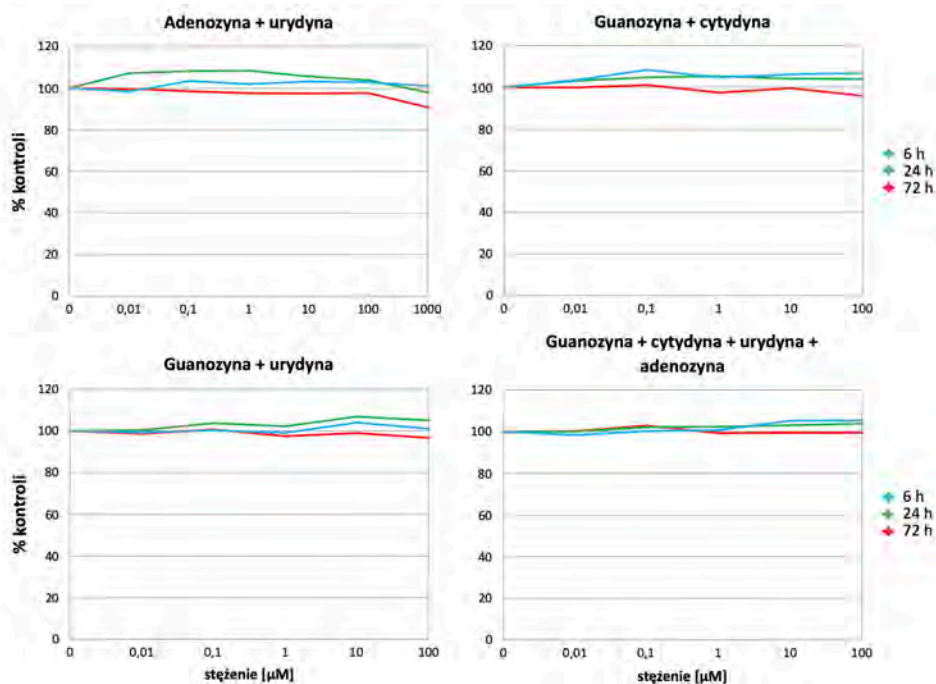 Adenozyna + urydyna
Guanozyna + cytydyna
120
100
80
60
40
20
0
% kontroli
0 0,01 0,1 1 10 100 1000
120
100
80
60
40
20
0
0 0,01 0,1 1 10 100
6 h
24 h
72 h
Guanozyna + urydyna
Guanozyna + cytydyna + urydyna +
adenozyna
120
100
80
60
40
20
0
% kontroli
0 0,01 0,1 1 10 100
stężenie [µM]
120
100
80
60
40
20
0
0 0,01 0,1 1 10 100
stężenie [µM]
6 h
24 h
72 h